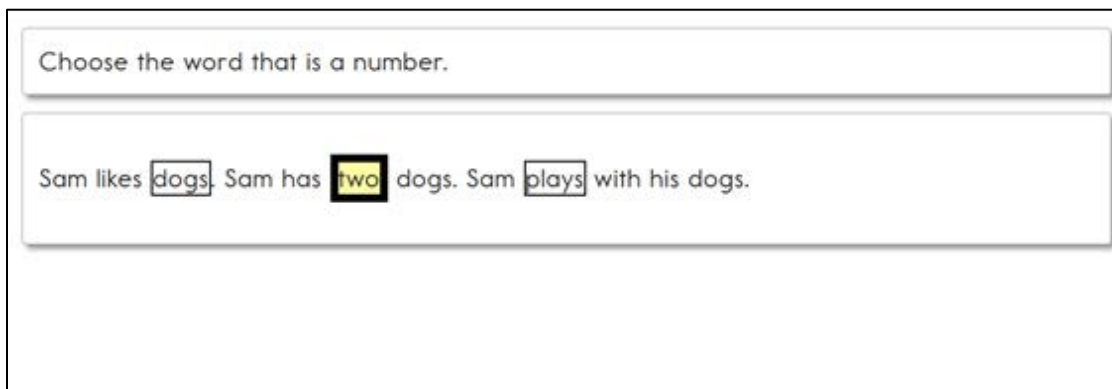 Choose the word that is a number.
Sam likes dogs. Sam has two dogs. Sam plays with his dogs.